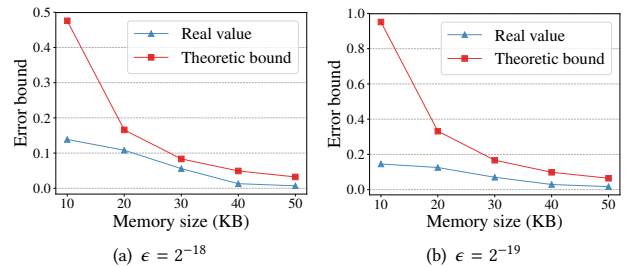 0.5
0.4
0.3
0.2
0.1
0.0
Error bound
Real value
Theoretic bound
10 20 30 40 50
Memory size (KB)
(a) ϵ = 2⁻¹⁸
1.0
0.8
0.6
0.4
0.2
0.0
Error bound
Real value
Theoretic bound
10 20 30 40 50
Memory size (KB)
(b) ϵ = 2⁻¹⁹